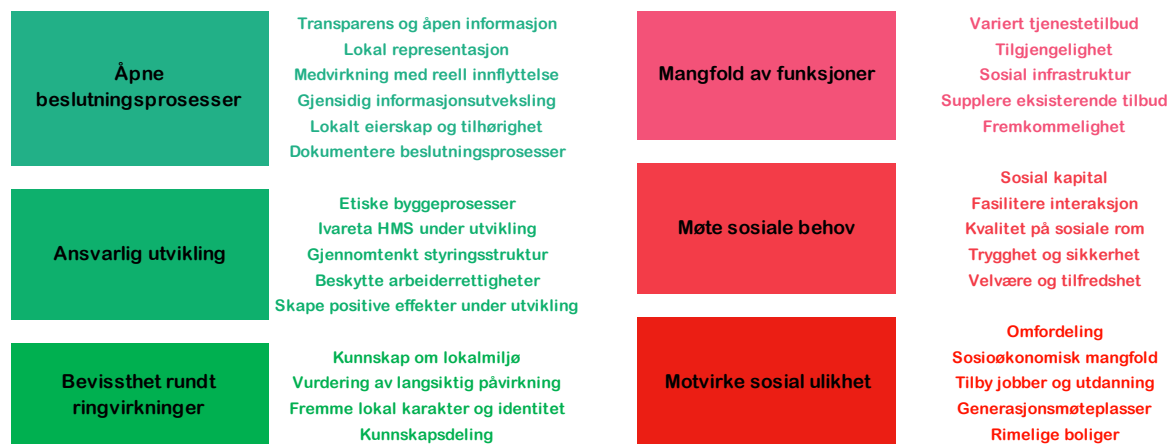 Åpne
beslutningsprosesser
Transparens og åpen informasjon
Lokal representasjon
Medvirkning med reell innflyttelse
Gjensidig informasjonsutveksling
Lokalt eierskap og tilhørighet
Dokumentere beslutningsprosesser
Ansvarlig utvikling
Etiske byggeprosesser
Ivareta HMS under utvikling
Gjennomtenkt styringsstruktur
Beskytte arbeiderrettigheter
Skape positive effekter under utvikling
Bevissthet rundt
ringvirkninger
Kunnskap om lokalmiljø
Vurdering av langsiktig påvirkning
Fremme lokal karakter og identitet
Kunnskapsdeling
Mangfold av funksjoner
Variert tjenestetilbud
Tilgjengelighet
Sosial infrastruktur
Supplere eksisterende tilbud
Fremkommelighet
Møte sosiale behov
Sosial kapital
Fasilitere interaksjon
Kvalitet på sosiale rom
Trygghet og sikkerhet
Velvære og tilfredshet
Motvirke sosial ulikhet
Omfordeling
Sosioøkonomisk mangfold
Tilby jobber og utdanning
Generasjonsmøteplasser
Rimelige boliger